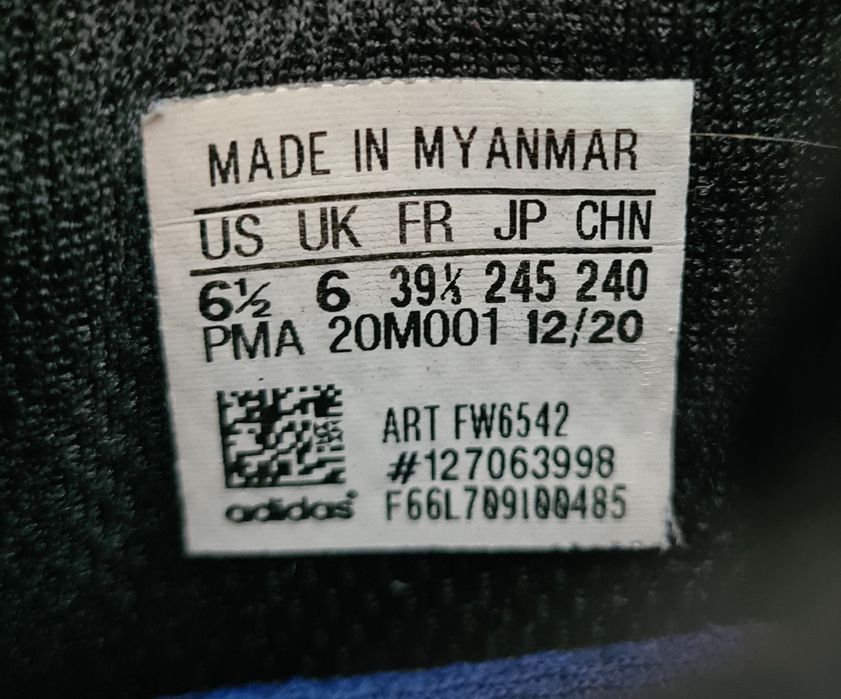 MADE IN MYANMAR
US UK FR JP CHN
6½ 6 39⅓ 245 240
PMA 20M001 12/20
ART FW6542
#127063998
F66L709I00485
adidas